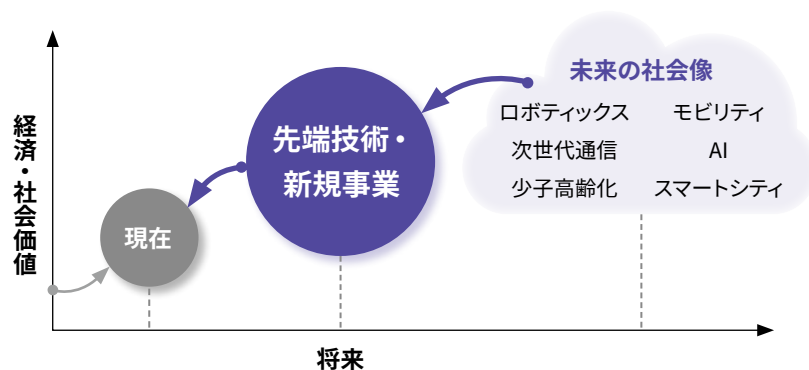 経済・社会価値
現在
先端技術・
新規事業
未来の社会像
ロボティックス
モビリティ
次世代通信
AI
少子高齢化
スマートシティ
将来